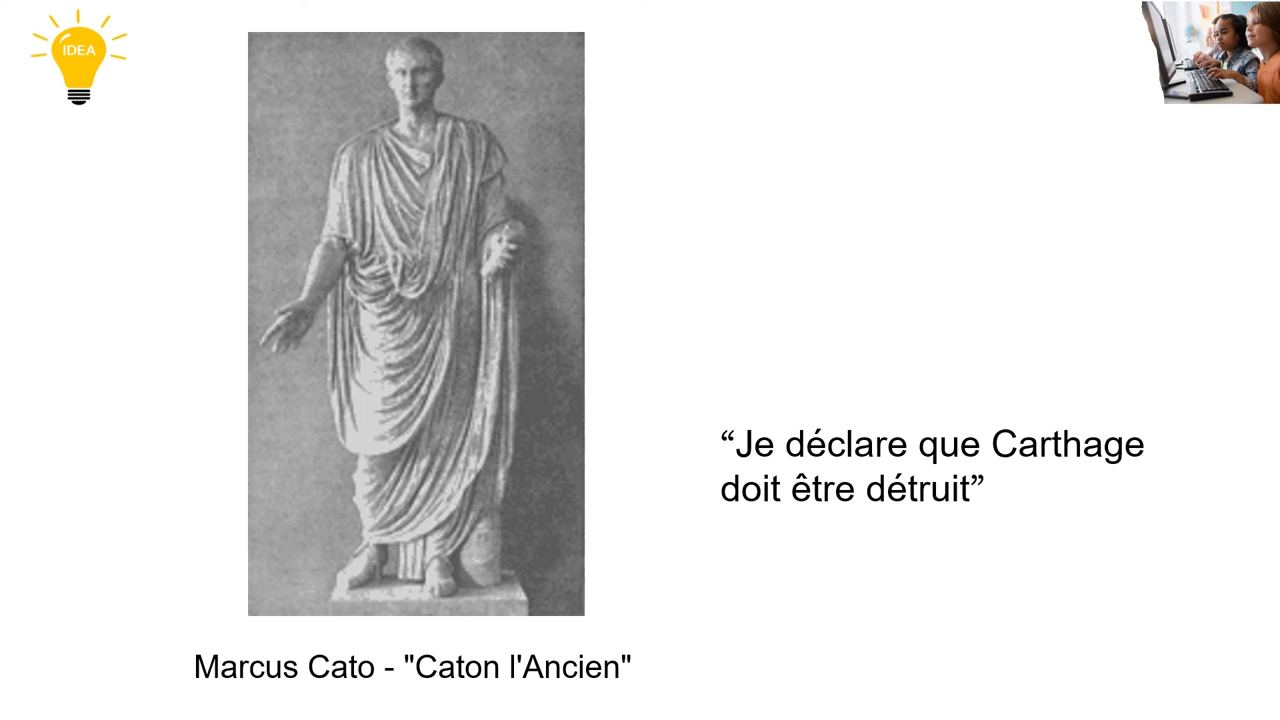 IDEA
“Je déclare que Carthage
doit être détruit”
Marcus Cato - "Caton l'Ancien"